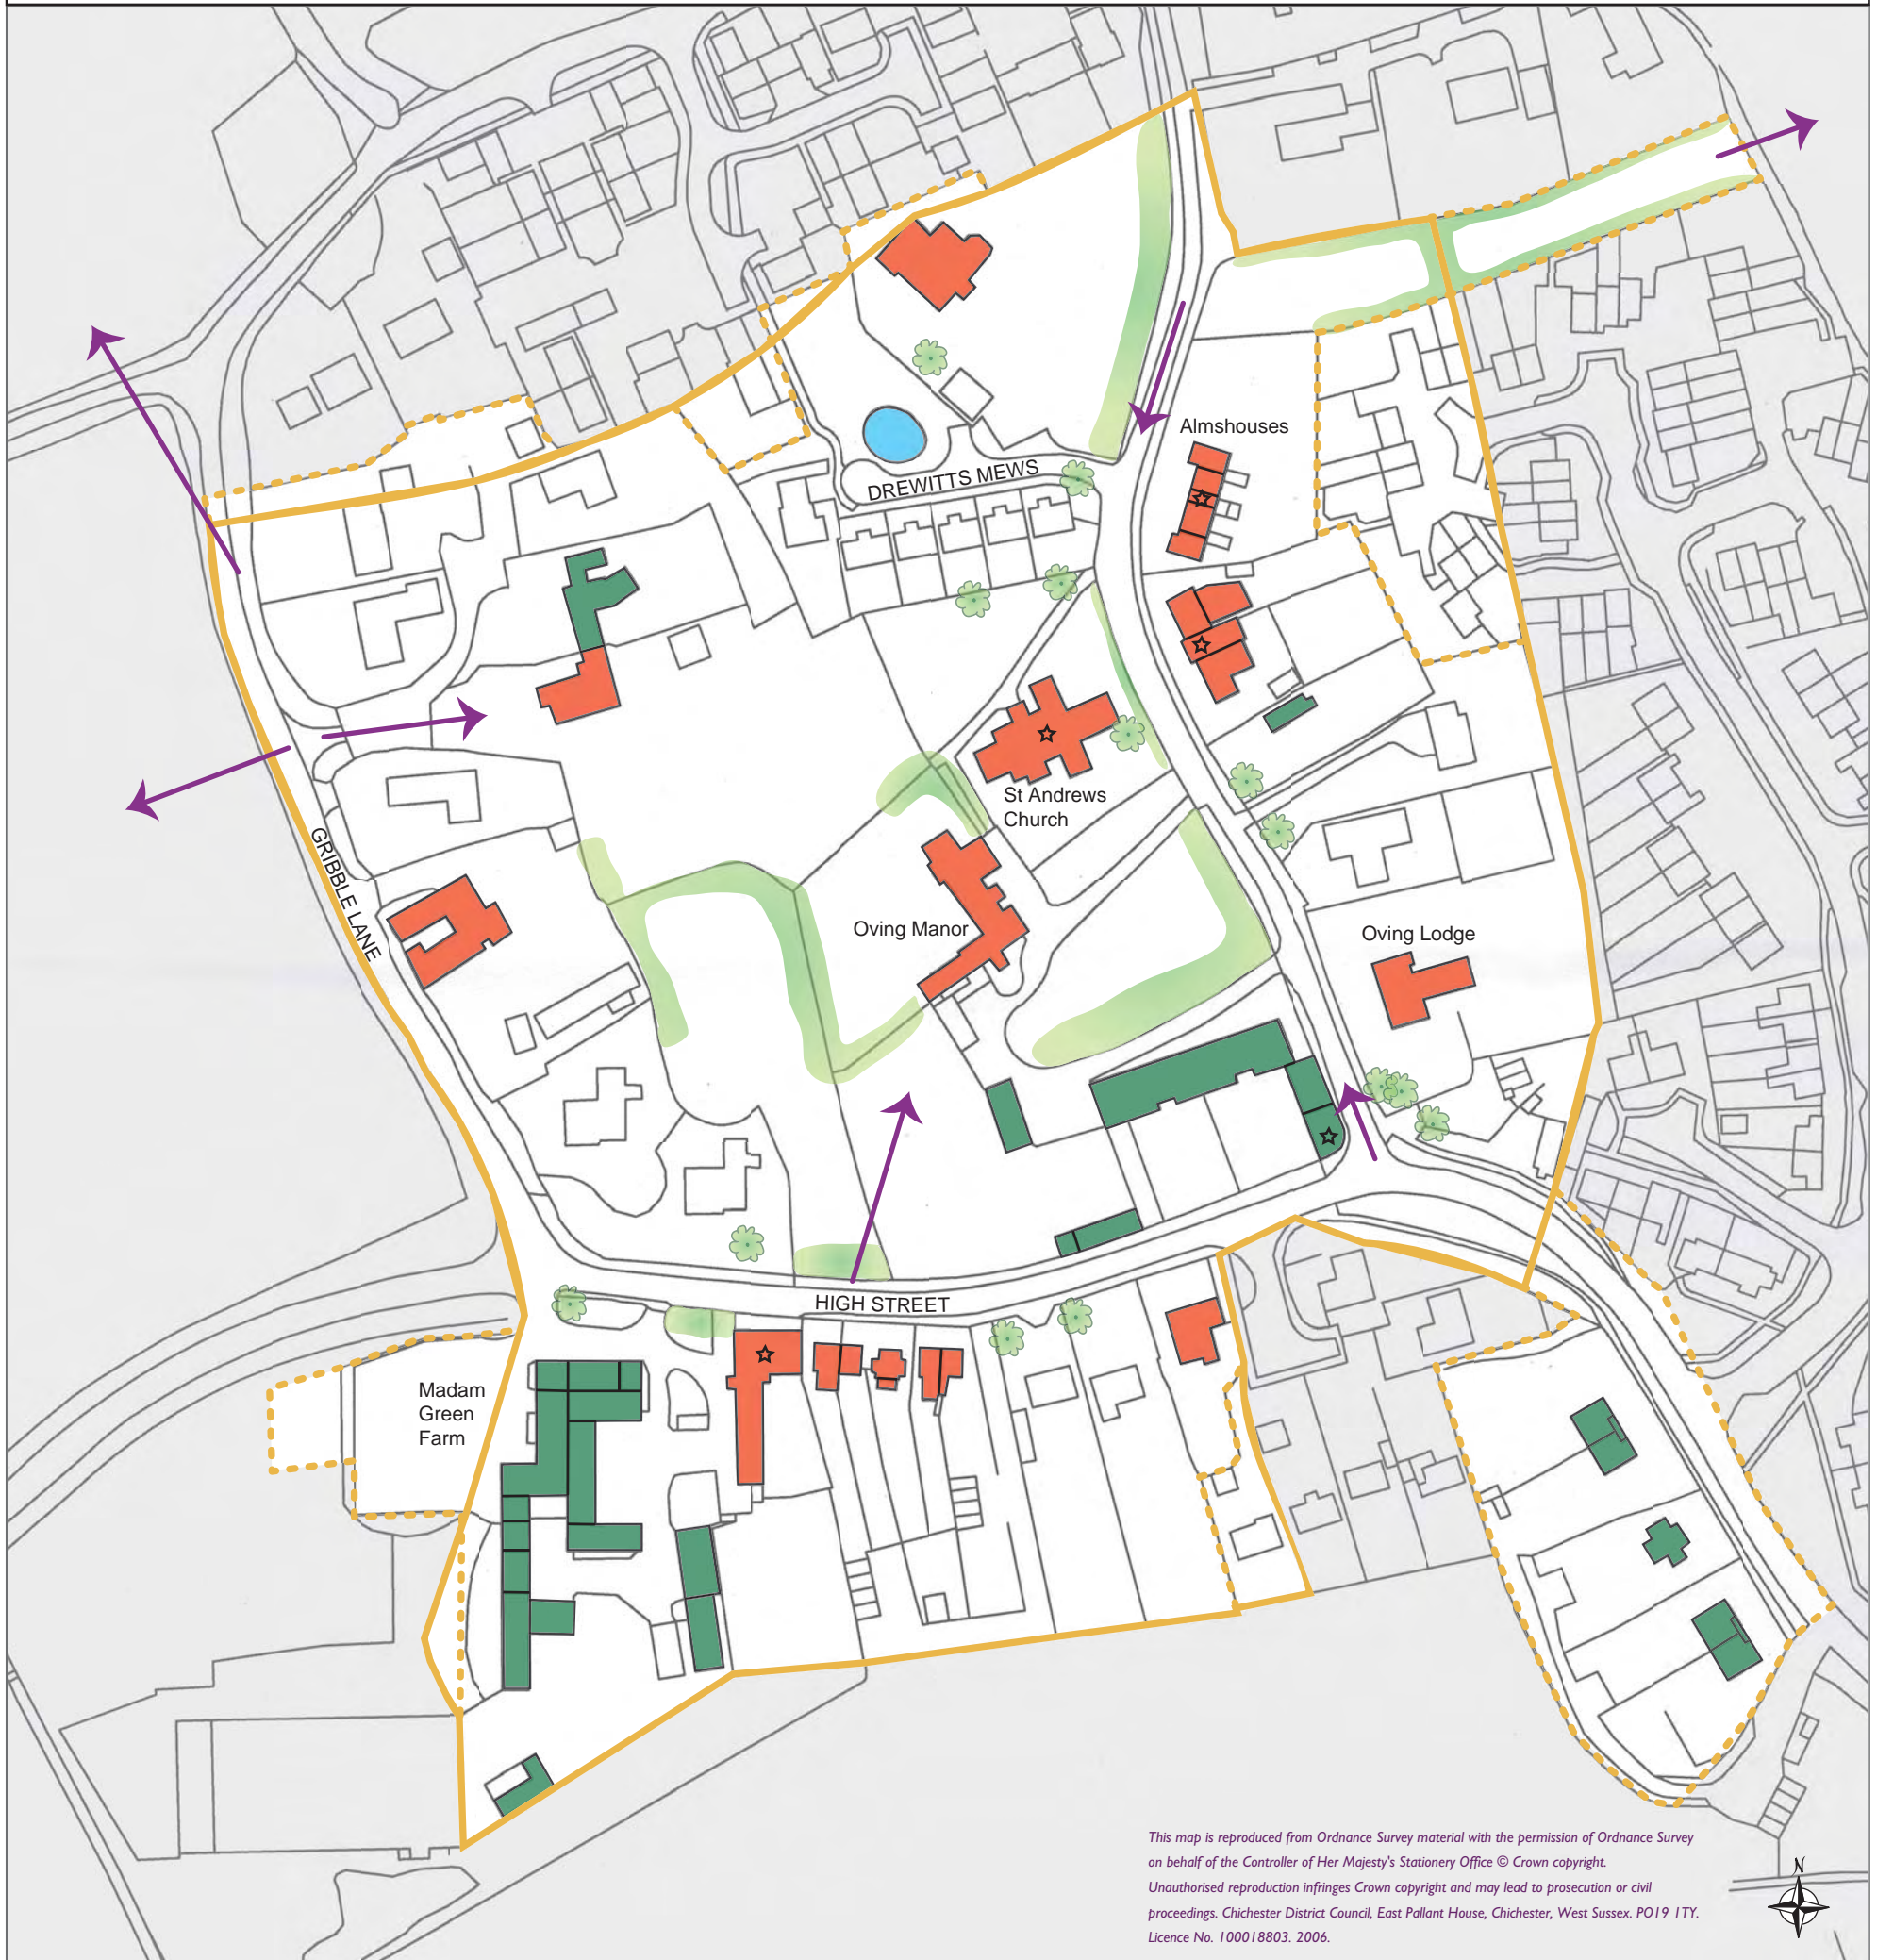 Almshouses
DREWITTS MEWS
St Andrews
Church
GRIBBLE LANE
Oving Manor
Oving Lodge
HIGH STREET
Madam
Green
Farm
This map is reproduced from Ordnance Survey material with the permission of Ordnance Survey
on behalf of the Controller of Her Majesty's Stationery Office © Crown copyright.
Unauthorised reproduction infringes Crown copyright and may lead to prosecution or civil
proceedings. Chichester District Council, East Pallant House, Chichester, West Sussex. PO19 1TY.
Licence No. 100018803. 2006.
N